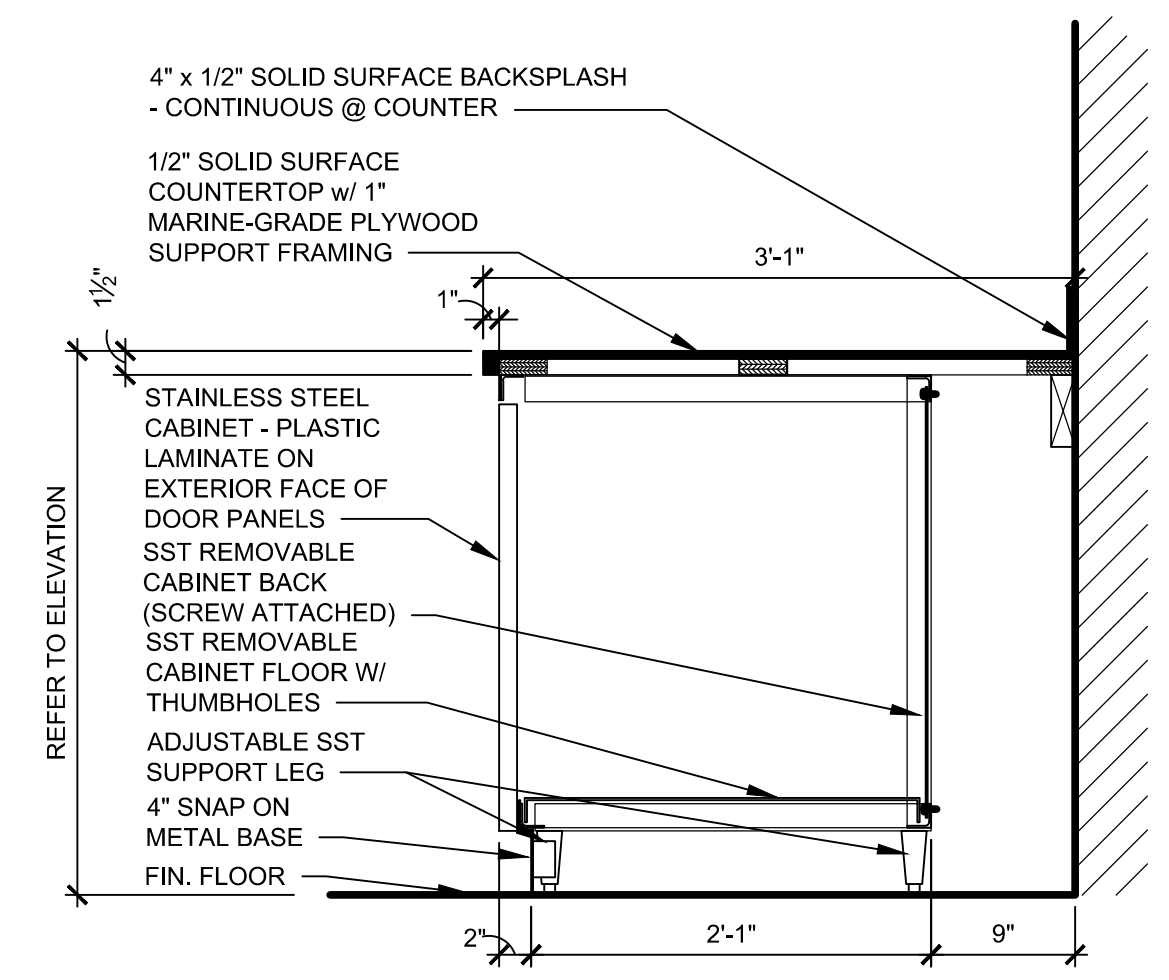 4" x 1/2" SOLID SURFACE BACKSPLASH
- CONTINUOUS @ COUNTER
1/2" SOLID SURFACE
COUNTERTOP w/ 1"
MARINE-GRADE PLYWOOD
SUPPORT FRAMING
3'-1"
1"
1½"
STAINLESS STEEL
CABINET - PLASTIC
LAMINATE ON
EXTERIOR FACE OF
DOOR PANELS
SST REMOVABLE
CABINET BACK
(SCREW ATTACHED)
SST REMOVABLE
CABINET FLOOR W/
THUMBHOLES
ADJUSTABLE SST
SUPPORT LEG
4" SNAP ON
METAL BASE
FIN. FLOOR
REFER TO ELEVATION
2"
2'-1"
9"